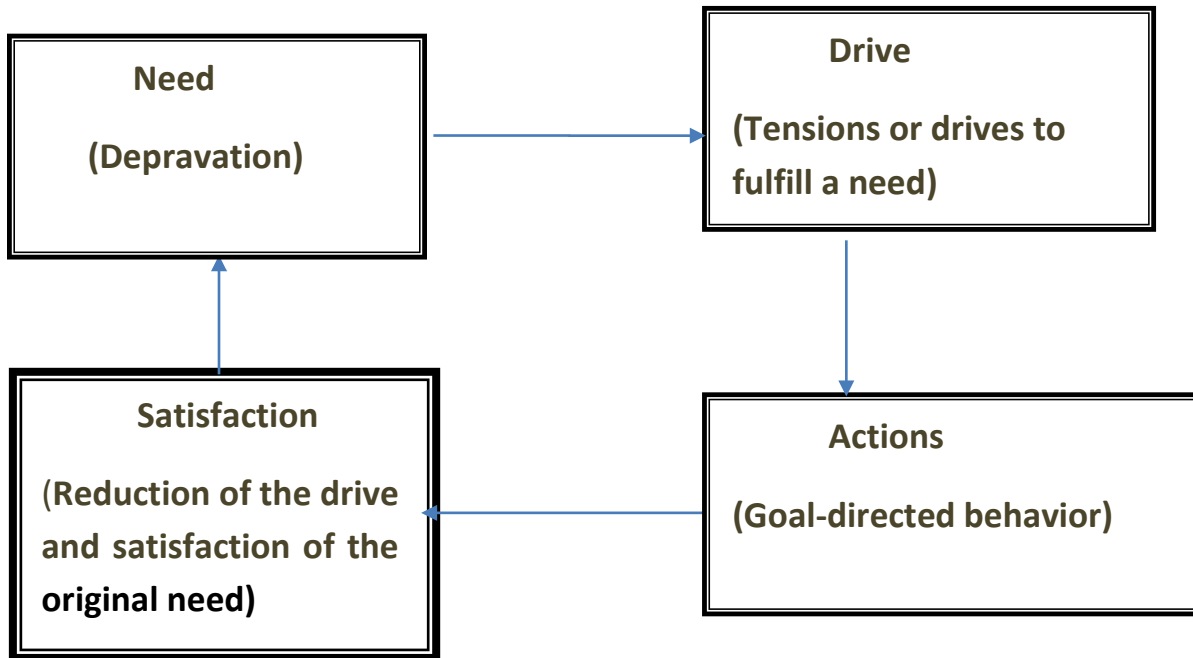 Need
(Depravation)
Drive
(Tensions or drives to
fulfill a need)
Satisfaction
(Reduction of the drive
and satisfaction of the
original need)
Actions
(Goal-directed behavior)